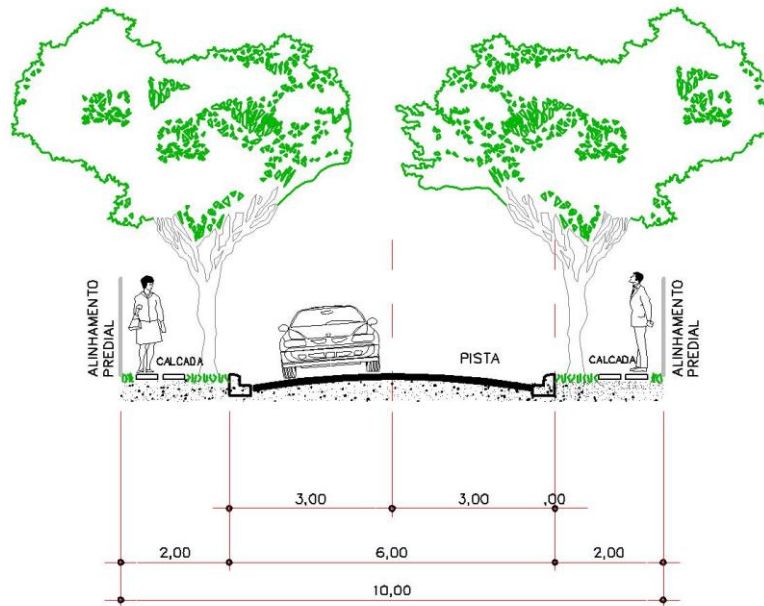 ALINHAMENTO
PREDIAL
CALCADA
PISTA
CALCADA
ALINHAMENTO
PREDIAL
3,00
3,00
,00
2,00
6,00
2,00
10,00